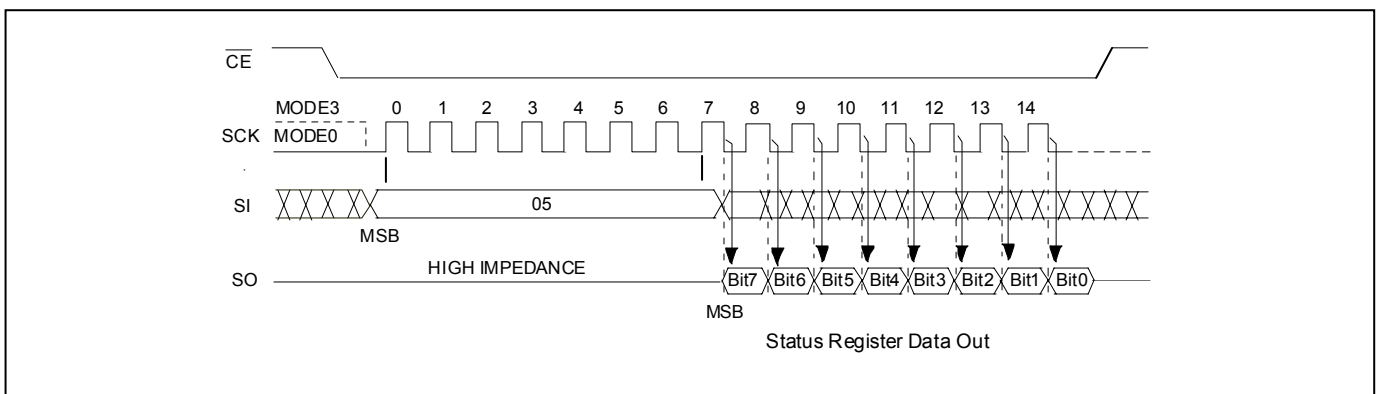 CE
MODE3 0 1 2 3 4 5 6 7 8 9 10 11 12 13 14
SCK MODE0
SI 05
MSB
HIGH IMPEDANCE
SO Bit7 Bit6 Bit5 Bit4 Bit3 Bit2 Bit1 Bit0
MSB
Status Register Data Out